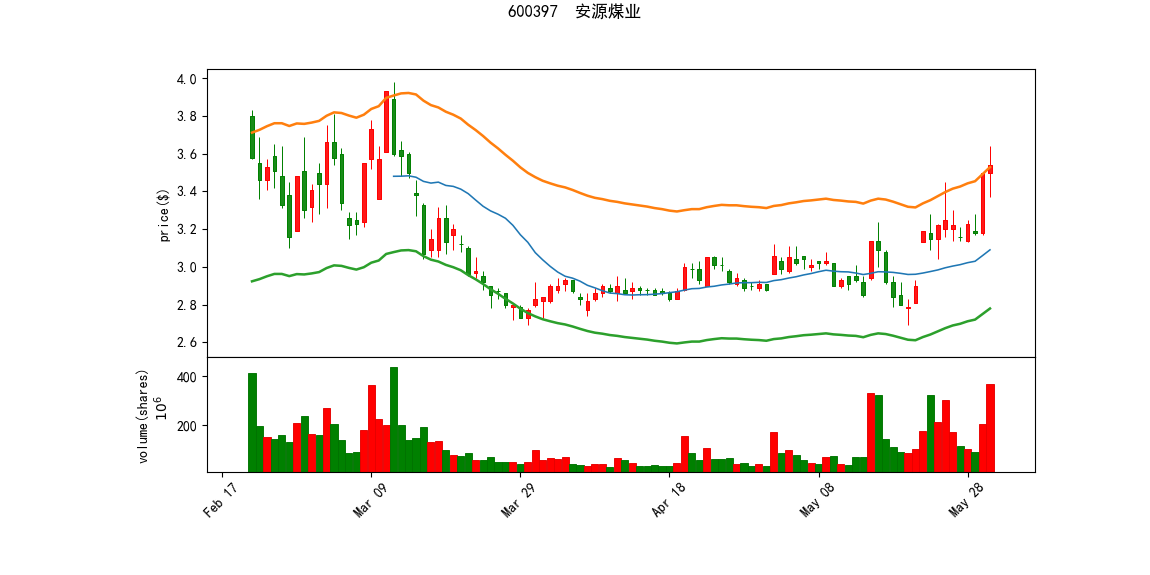 600397  安源煤业
4.0
3.8
3.6
3.4
3.2
3.0
2.8
2.6
price($)
400
200
volume(shares)
10^6
Feb 17
Mar 09
Mar 29
Apr 18
May 08
May 28